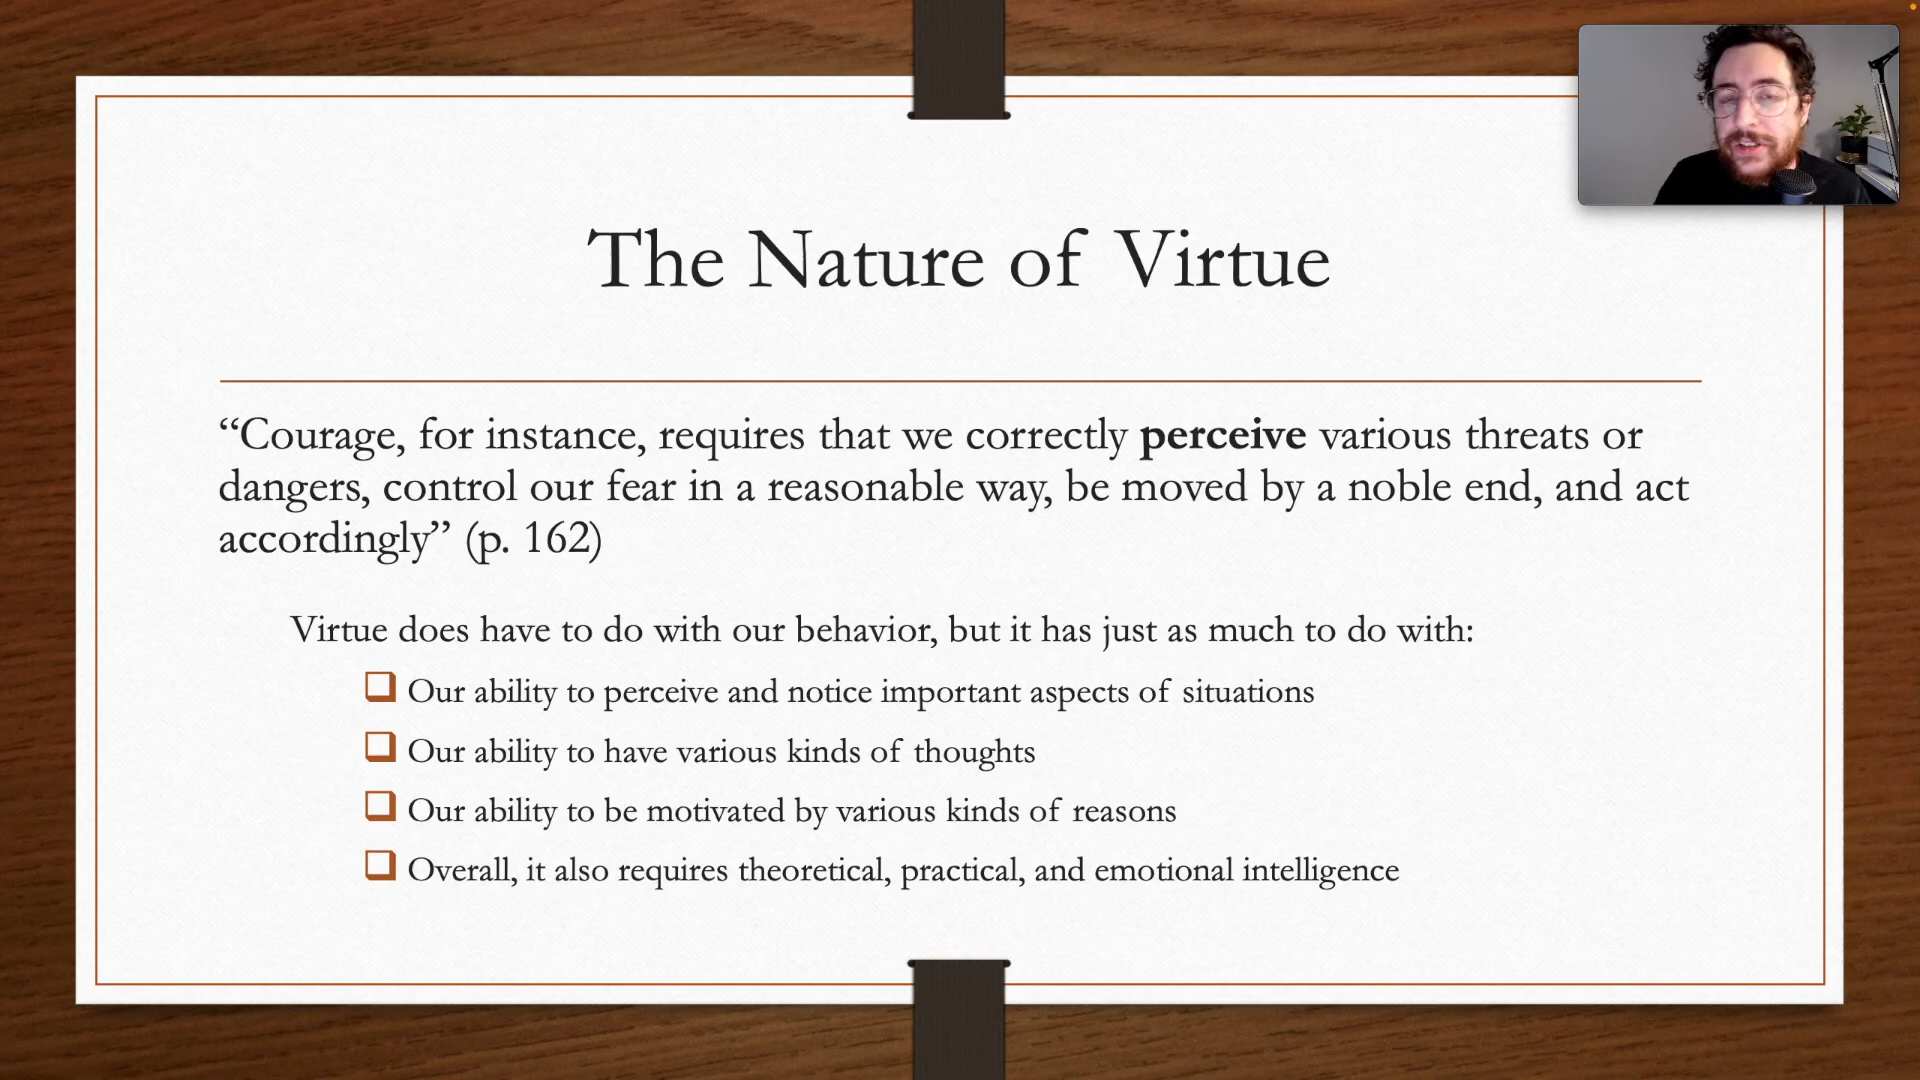 The Nature of Virtue
“Courage, for instance, requires that we correctly perceive various threats or
dangers, control our fear in a reasonable way, be moved by a noble end, and act
accordingly” (p. 162)
Virtue does have to do with our behavior, but it has just as much to do with:
Our ability to perceive and notice important aspects of situations
Our ability to have various kinds of thoughts
Our ability to be motivated by various kinds of reasons
Overall, it also requires theoretical, practical, and emotional intelligence